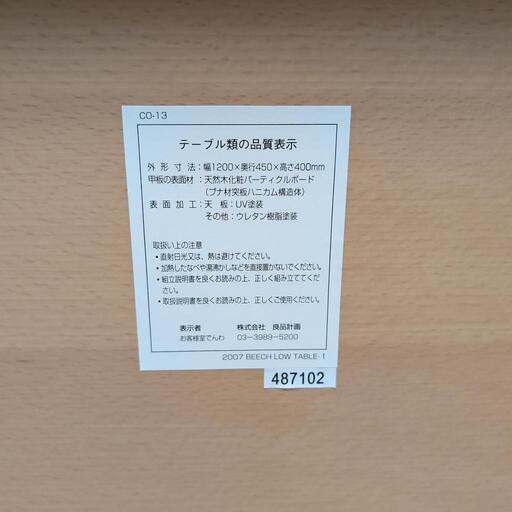 CO-13
テーブル類の品質表示
外形寸法：幅1200×奥行450×高さ400mm
甲板の表面材：天然木化粧パーティクルボード
（ブナ材突板ハニカム構造体）
表面加工：天　板：UV塗装
その他：ウレタン樹脂塗装
取扱い上の注意
・直射日光又は、熱は避けてください。
・加熱したなべや湯沸かしなどを直接置かないでください。
・組立説明書を良くお読みの上、正しく組み立ててくだ
さい。
・取扱説明書を良くお読みの上、正しくご使用ください。
表示者　株式会社　良品計画
お客様室でんわ　03-3989-5200
2007 BEECH LOW TABLE-1
487102